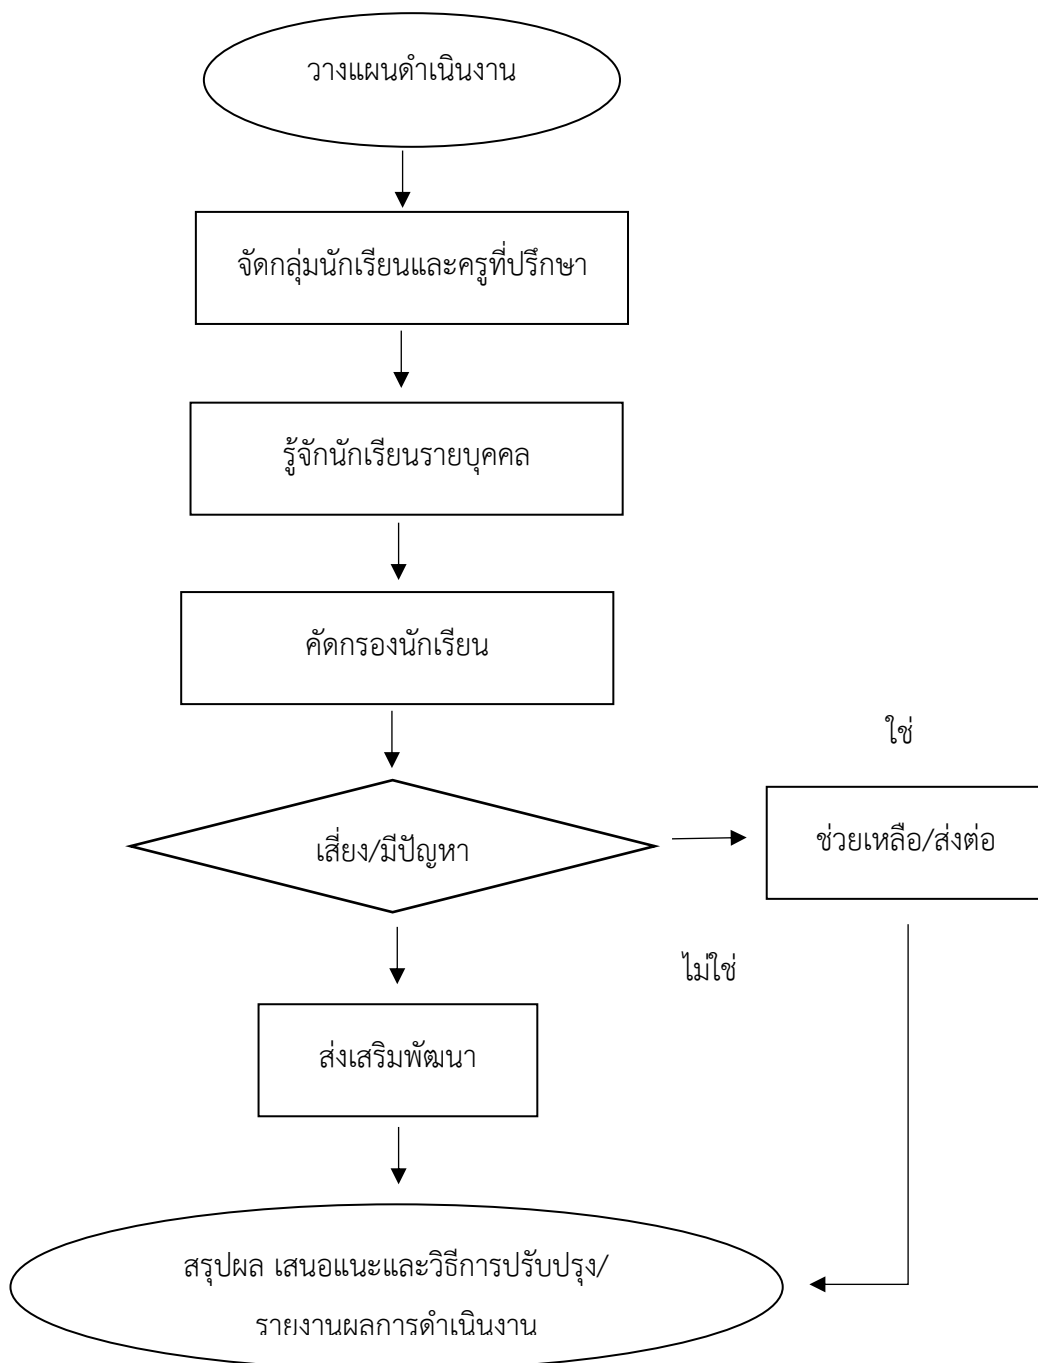 วางแผนดำเนินงาน
จัดกลุ่มนักเรียนและครูที่ปรึกษา
รู้จักนักเรียนรายบุคคล
คัดกรองนักเรียน
ใช่
เสี่ยง/มีปัญหา
ช่วยเหลือ/ส่งต่อ
ไม่ใช่
ส่งเสริมพัฒนา
สรุปผล เสนอแนะและวิธีการปรับปรุง/
รายงานผลการดำเนินงาน